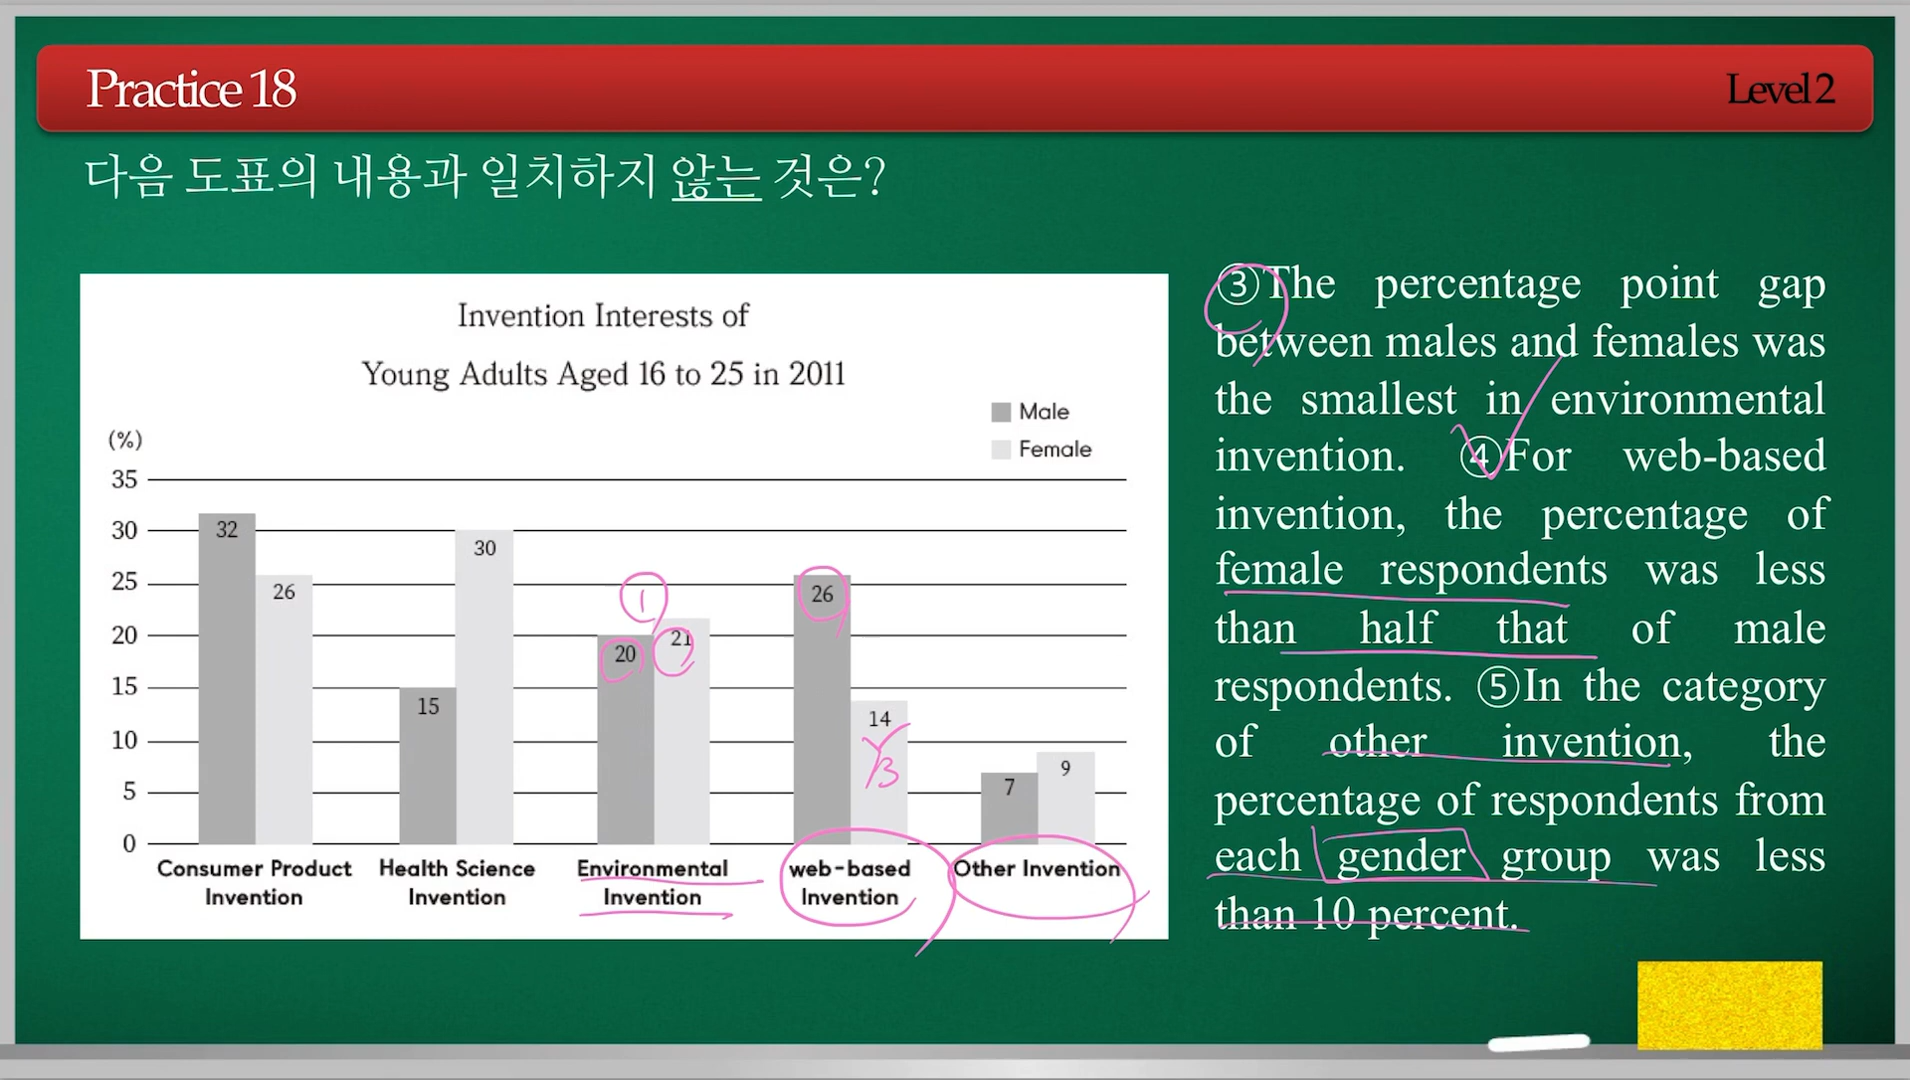 Practice 18
Level 2
다음 도표의 내용과 일치하지 않는 것은?
Invention Interests of
Young Adults Aged 16 to 25 in 2011
Male
Female
(%)
35
30
25
20
15
10
5
0
32
26
15
30
20
21
1
26
14
13
7
9
Consumer Product
Invention
Health Science
Invention
Environmental
Invention
web-based
Invention
Other Invention
③The percentage point gap
between males and females was
the smallest in environmental
invention. ④For web-based
invention, the percentage of
female respondents was less
than half that of male
respondents. ⑤In the category
of other invention, the
percentage of respondents from
each gender group was less
than 10 percent.